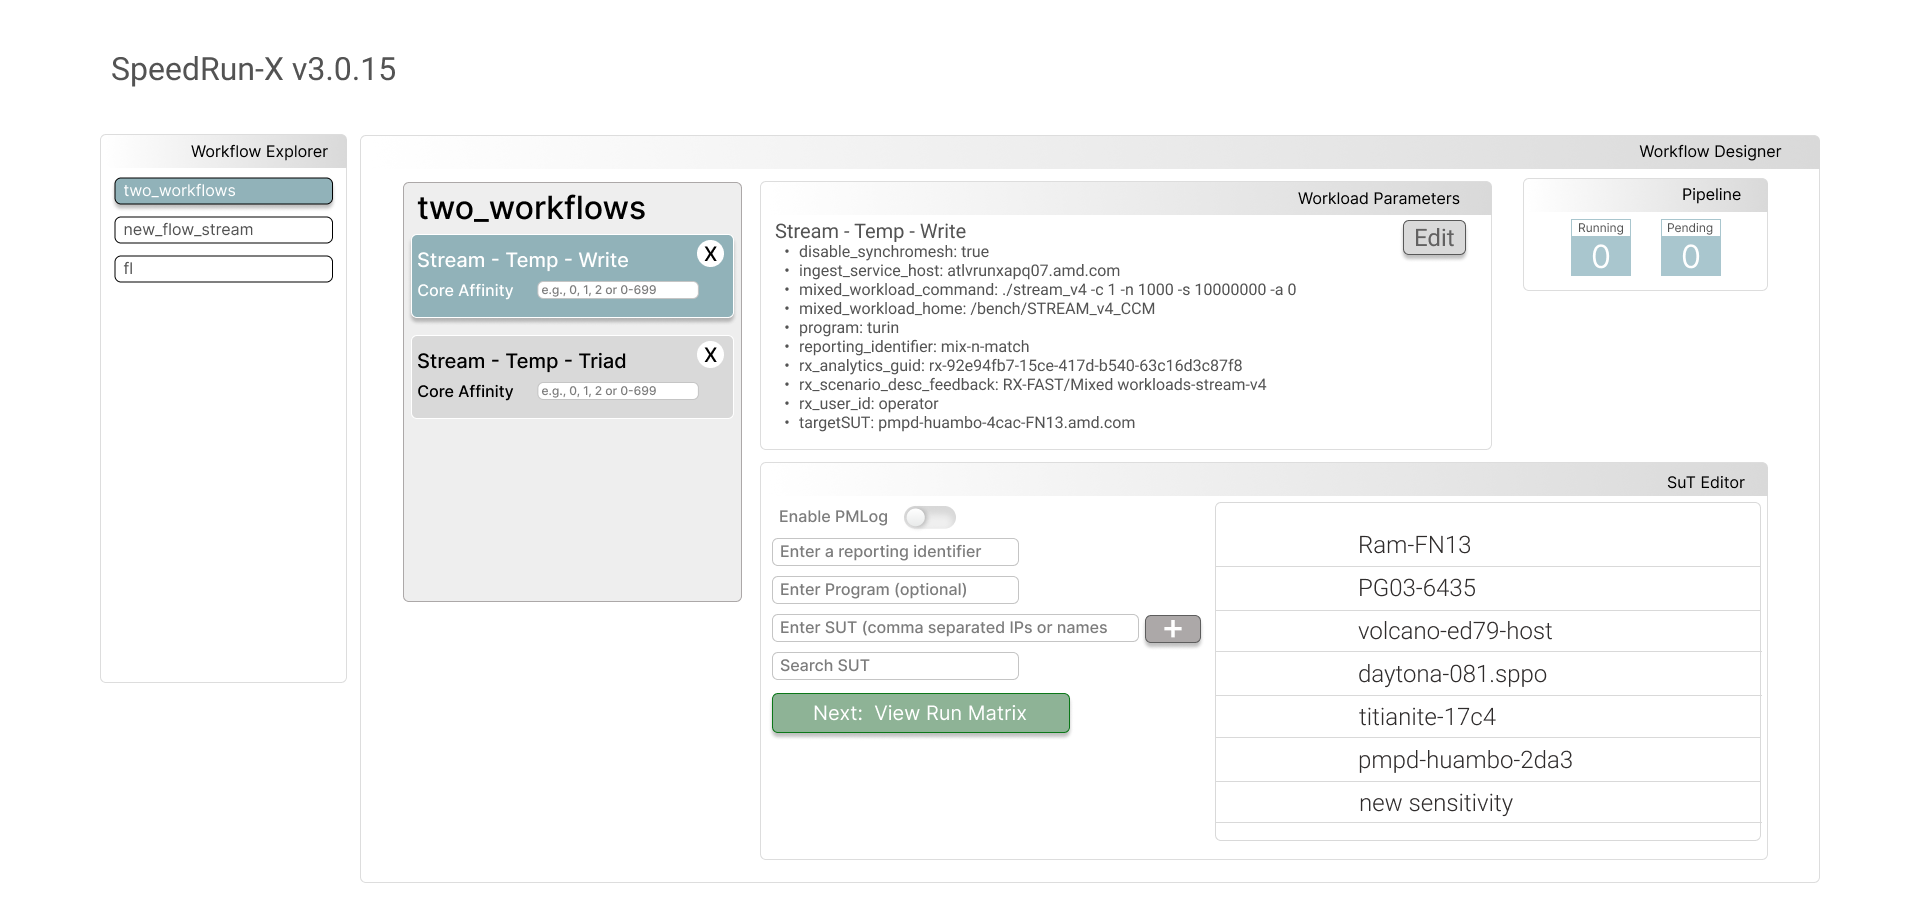 SpeedRun-X v3.0.15
Workflow Explorer
two_workflows
new_flow_stream
fl
Workflow Designer
two_workflows
Stream - Temp - Write
X
Core Affinity
e.g., 0, 1, 2 or 0-699
Stream - Temp - Triad
X
Core Affinity
e.g., 0, 1, 2 or 0-699
Workload Parameters
Stream - Temp - Write
Edit
• disable_synchromesh: true
• ingest_service_host: atlvrunxapq07.amd.com
• mixed_workload_command: ./stream_v4 -c 1 -n 1000 -s 10000000 -a 0
• mixed_workload_home: /bench/STREAM_v4_CCM
• program: turin
• reporting_identifier: mix-n-match
• rx_analytics_guid: rx-92e94fb7-15ce-417d-b540-63c16d3c87f8
• rx_scenario_desc_feedback: RX-FAST/Mixed workloads-stream-v4
• rx_user_id: operator
• targetSUT: pmpd-huambo-4cac-FN13.amd.com
Pipeline
Running
0
Pending
0
SuT Editor
Enable PMLog
Enter a reporting identifier
Enter Program (optional)
Enter SUT (comma separated IPs or names
+
Search SUT
Next: View Run Matrix
Ram-FN13
PG03-6435
volcano-ed79-host
daytona-081.sppo
titianite-17c4
pmpd-huambo-2da3
new sensitivity